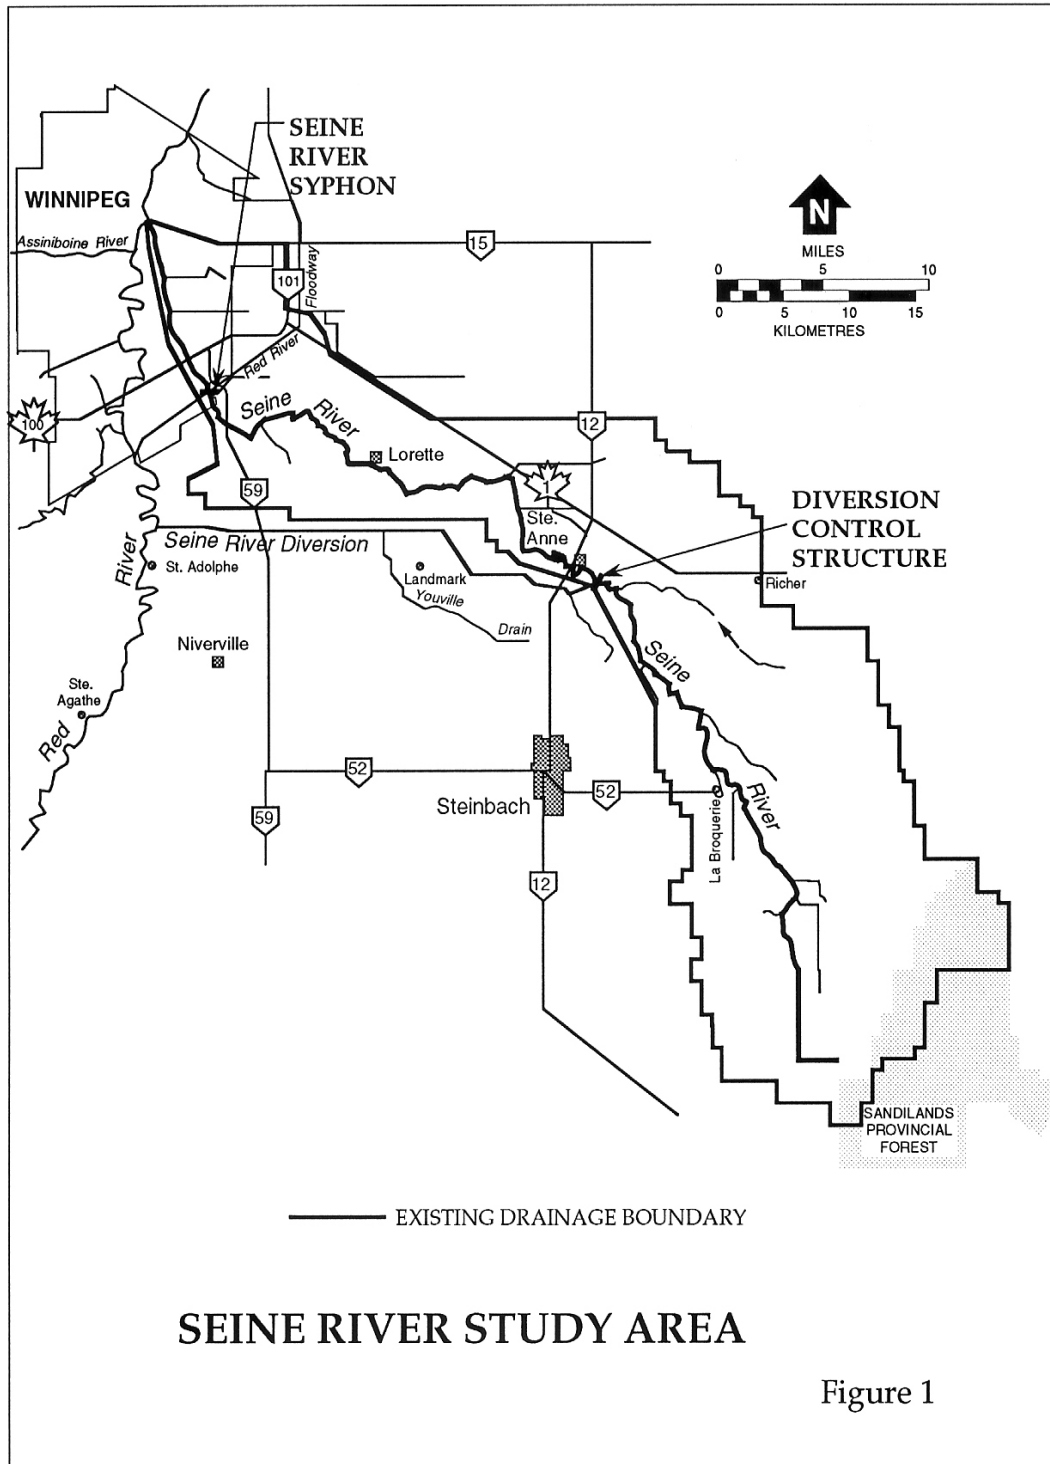 SEINE
RIVER
SYPHON
WINNIPEG
Assiniboine River
15
101
Floodway
N
MILES
0 5 10
0 5 10 15
KILOMETRES
Red River
100
Seine
River
12
Lorette
1
59
DIVERSION
CONTROL
STRUCTURE
Ste.
Anne
Seine River Diversion
River
St. Adolphe
Landmark
Youville
Drain
Richer
Niverville
Seine
Ste.
Agathe
Red
52
Steinbach
52
59
La Broquerie
River
12
SANDILANDS
PROVINCIAL
FOREST
EXISTING DRAINAGE BOUNDARY
SEINE RIVER STUDY AREA
Figure 1